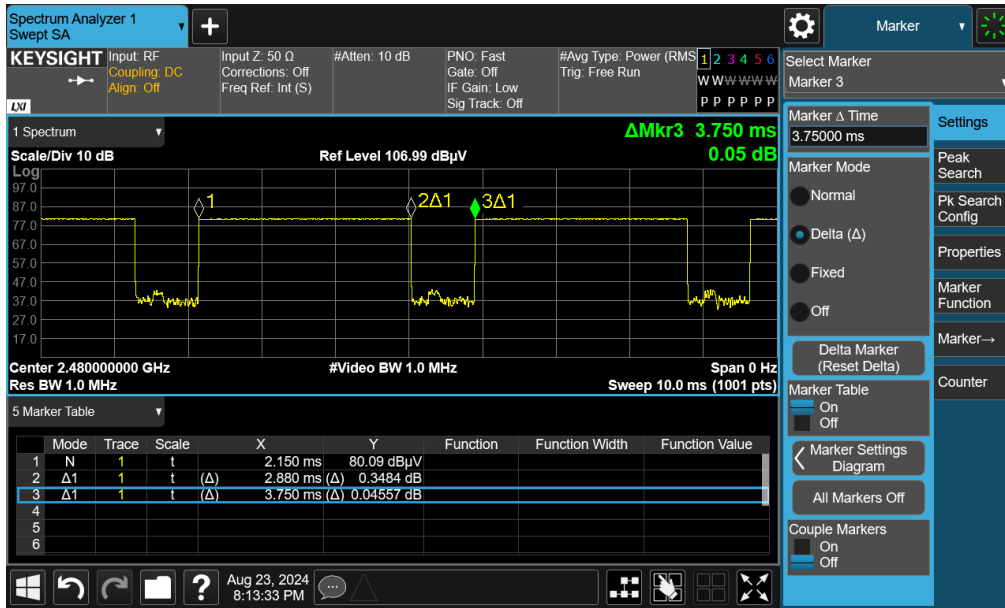 Spectrum Analyzer 1
Swept SA
+
Marker
KEYSIGHT
LXI
Input: RF
Coupling: DC
Align: Off
Input Z: 50 Ω
Corrections: Off
Freq Ref: Int (S)
#Atten: 10 dB
PNO: Fast
Gate: Off
IF Gain: Low
Sig Track: Off
#Avg Type: Power (RMS
Trig: Free Run
1 2 3 4 5 6
W W W W W W
P P P P P P
Select Marker
Marker 3
1 Spectrum
ΔMkr3 3.750 ms
0.05 dB
Scale/Div 10 dB
Ref Level 106.99 dBµV
Log
97.0
87.0
77.0
67.0
57.0
47.0
37.0
27.0
17.0
1
2Δ1
3Δ1
Center 2.480000000 GHz
#Video BW 1.0 MHz
Span 0 Hz
Res BW 1.0 MHz
Sweep 10.0 ms (1001 pts)
5 Marker Table
Mode Trace Scale X Y Function Function Width Function Value
1 N 1 t 2.150 ms 80.09 dBµV
2 Δ1 1 t (Δ) 2.880 ms (Δ) 0.3484 dB
3 Δ1 1 t (Δ) 3.750 ms (Δ) 0.04557 dB
4
5
6
Marker Δ Time
3.75000 ms
Marker Mode
Normal
Delta (Δ)
Fixed
Off
Delta Marker
(Reset Delta)
Marker Table
On
Off
Marker Settings
Diagram
All Markers Off
Couple Markers
On
Off
Settings
Peak
Search
Pk Search
Config
Properties
Marker
Function
Marker→
Counter
?
Aug 23, 2024
8:13:33 PM